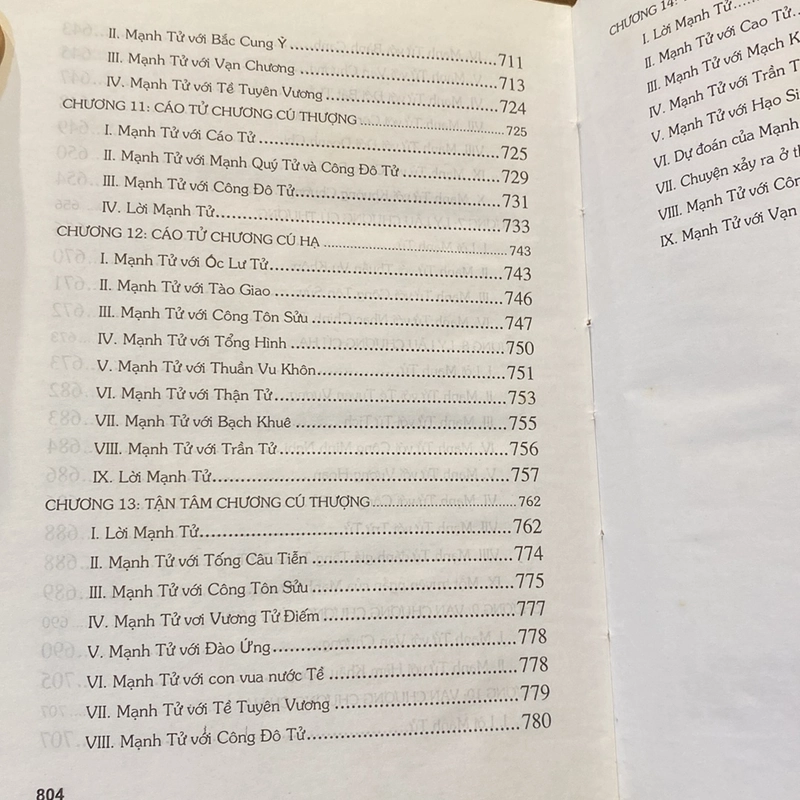 II. Mạnh Tử với Bắc Cung Ỷ ........ 711
III. Mạnh Tử với Vạn Chương ........ 713
IV. Mạnh Tử với Tề Tuyên Vương ........ 724
CHƯƠNG 11: CÁO TỬ CHƯƠNG CÚ THƯỢNG ........ 725
I. Mạnh Tử với Cáo Tử ........ 725
II. Mạnh Tử với Mạnh Quý Tử và Công Đô Tử ........ 729
III. Mạnh Tử với Công Đô Tử ........ 731
IV. Lời Mạnh Tử ........ 733
CHƯƠNG 12: CÁO TỬ CHƯƠNG CÚ HẠ ........ 743
I. Mạnh Tử với Ốc Lư Tử ........ 743
II. Mạnh Tử với Tào Giao ........ 746
III. Mạnh Tử với Công Tôn Sửu ........ 747
IV. Mạnh Tử với Tổng Hình ........ 750
V. Mạnh Tử với Thuần Vu Khôn ........ 751
VI. Mạnh Tử với Thận Tử ........ 753
VII. Mạnh Tử với Bạch Khuê ........ 755
VIII. Mạnh Tử với Trần Tử ........ 756
IX. Lời Mạnh Tử ........ 757
CHƯƠNG 13: TẬN TÂM CHƯƠNG CÚ THƯỢNG ........ 762
I. Lời Mạnh Tử ........ 762
II. Mạnh Tử với Tống Câu Tiễn ........ 774
III. Mạnh Tử với Công Tôn Sửu ........ 775
IV. Mạnh Tử vơi Vương Tử Điếm ........ 777
V. Mạnh Tử với Đào Ứng ........ 778
VI. Mạnh Tử với con vua nước Tề ........ 778
VII. Mạnh Tử với Tề Tuyên Vương ........ 779
VIII. Mạnh Tử với Công Đô Tử ........ 780
804
CHƯƠNG 14:
I. Lời Mạnh Tử
II. Mạnh Tử với Cao Tử
III. Mạnh Tử với Mạch
IV. Mạnh Tử với Trần
V. Mạnh Tử với Hạo
VI. Dự đoán của Mạnh
VII. Chuyện xảy ra ở
VIII. Mạnh Tử với
IX. Mạnh Tử với Vạn